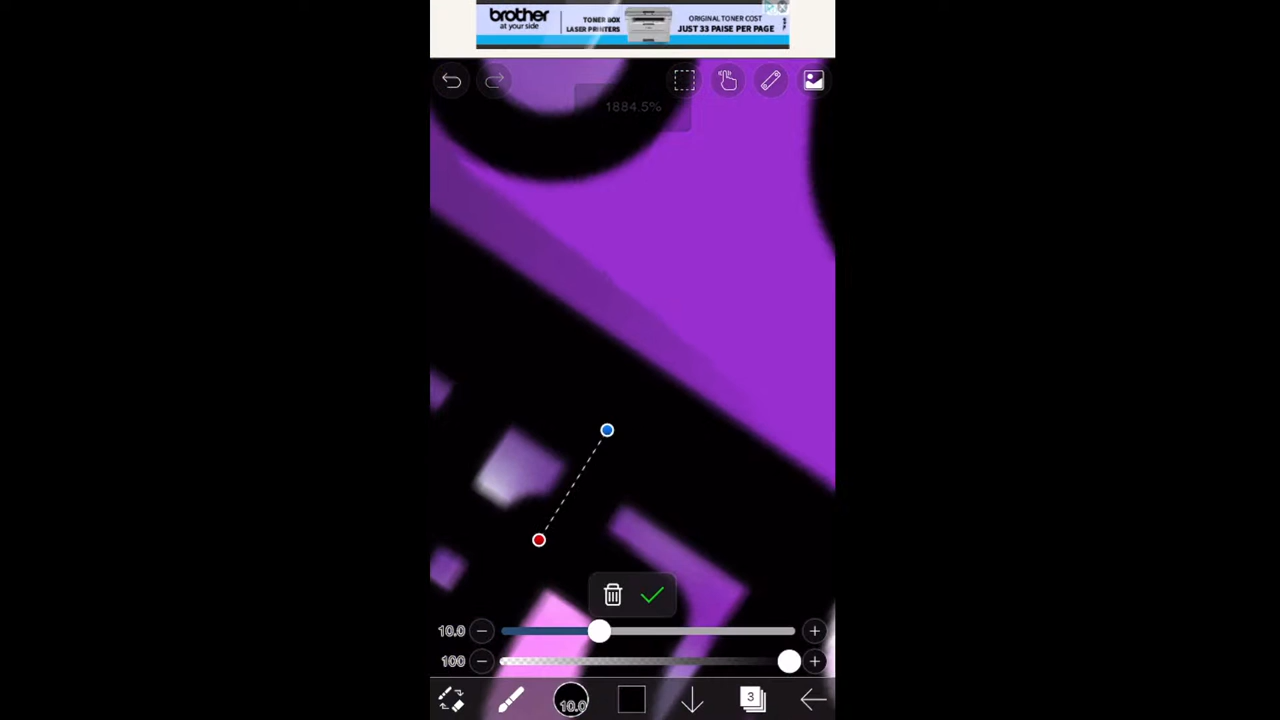 brother
at your side
TONER BOX
LASER PRINTERS
ORIGINAL TONER COST
JUST 33 PAISE PER PAGE
1884.5%
10.0
100
10.0
3